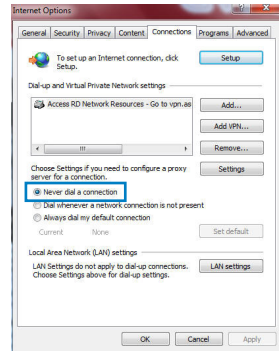 Internet Options
General Security Privacy Content Connections Programs Advanced
To set up an Internet connection, click
Setup.
Setup
Dial-up and Virtual Private Network settings
Access RD Network Resources - Go to vpn.as
Add...
Add VPN...
Remove...
Choose Settings if you need to configure a proxy
server for a connection.
Settings
Never dial a connection
Dial whenever a network connection is not present
Always dial my default connection
Current None
Set default
Local Area Network (LAN) settings
LAN Settings do not apply to dial-up connections.
Choose Settings above for dial-up settings.
LAN settings
OK Cancel Apply